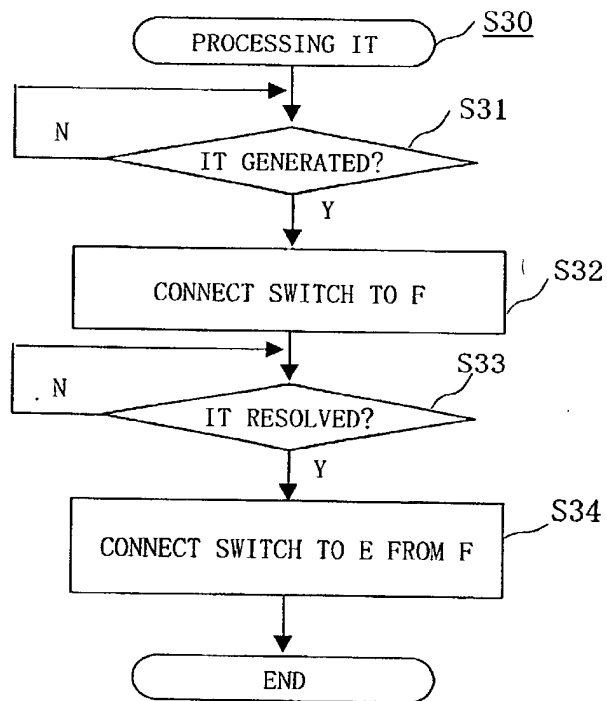 PROCESSING IT
S30
S31
N
IT GENERATED?
Y
S32
CONNECT SWITCH TO F
S33
N
IT RESOLVED?
Y
S34
CONNECT SWITCH TO E FROM F
END